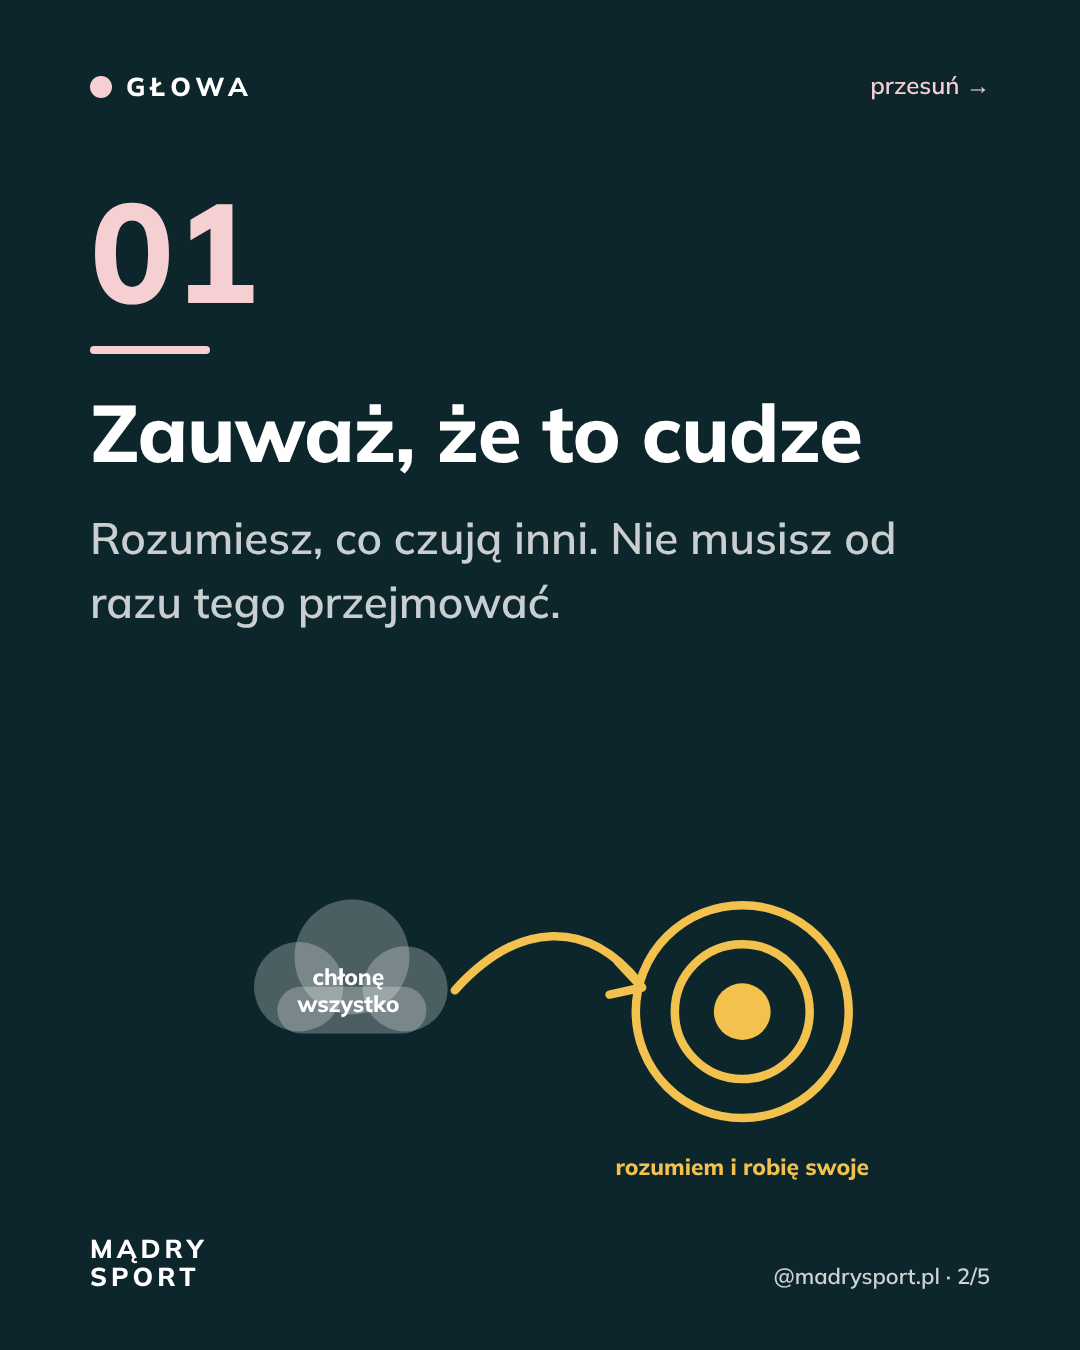 GŁOWA
przesuń →
01
Zauważ, że to cudze
Rozumiesz, co czują inni. Nie musisz od
razu tego przejmować.
chłonę
wszystko
rozumiem i robię swoje
MĄDRY
SPORT
@madrysport.pl · 2/5